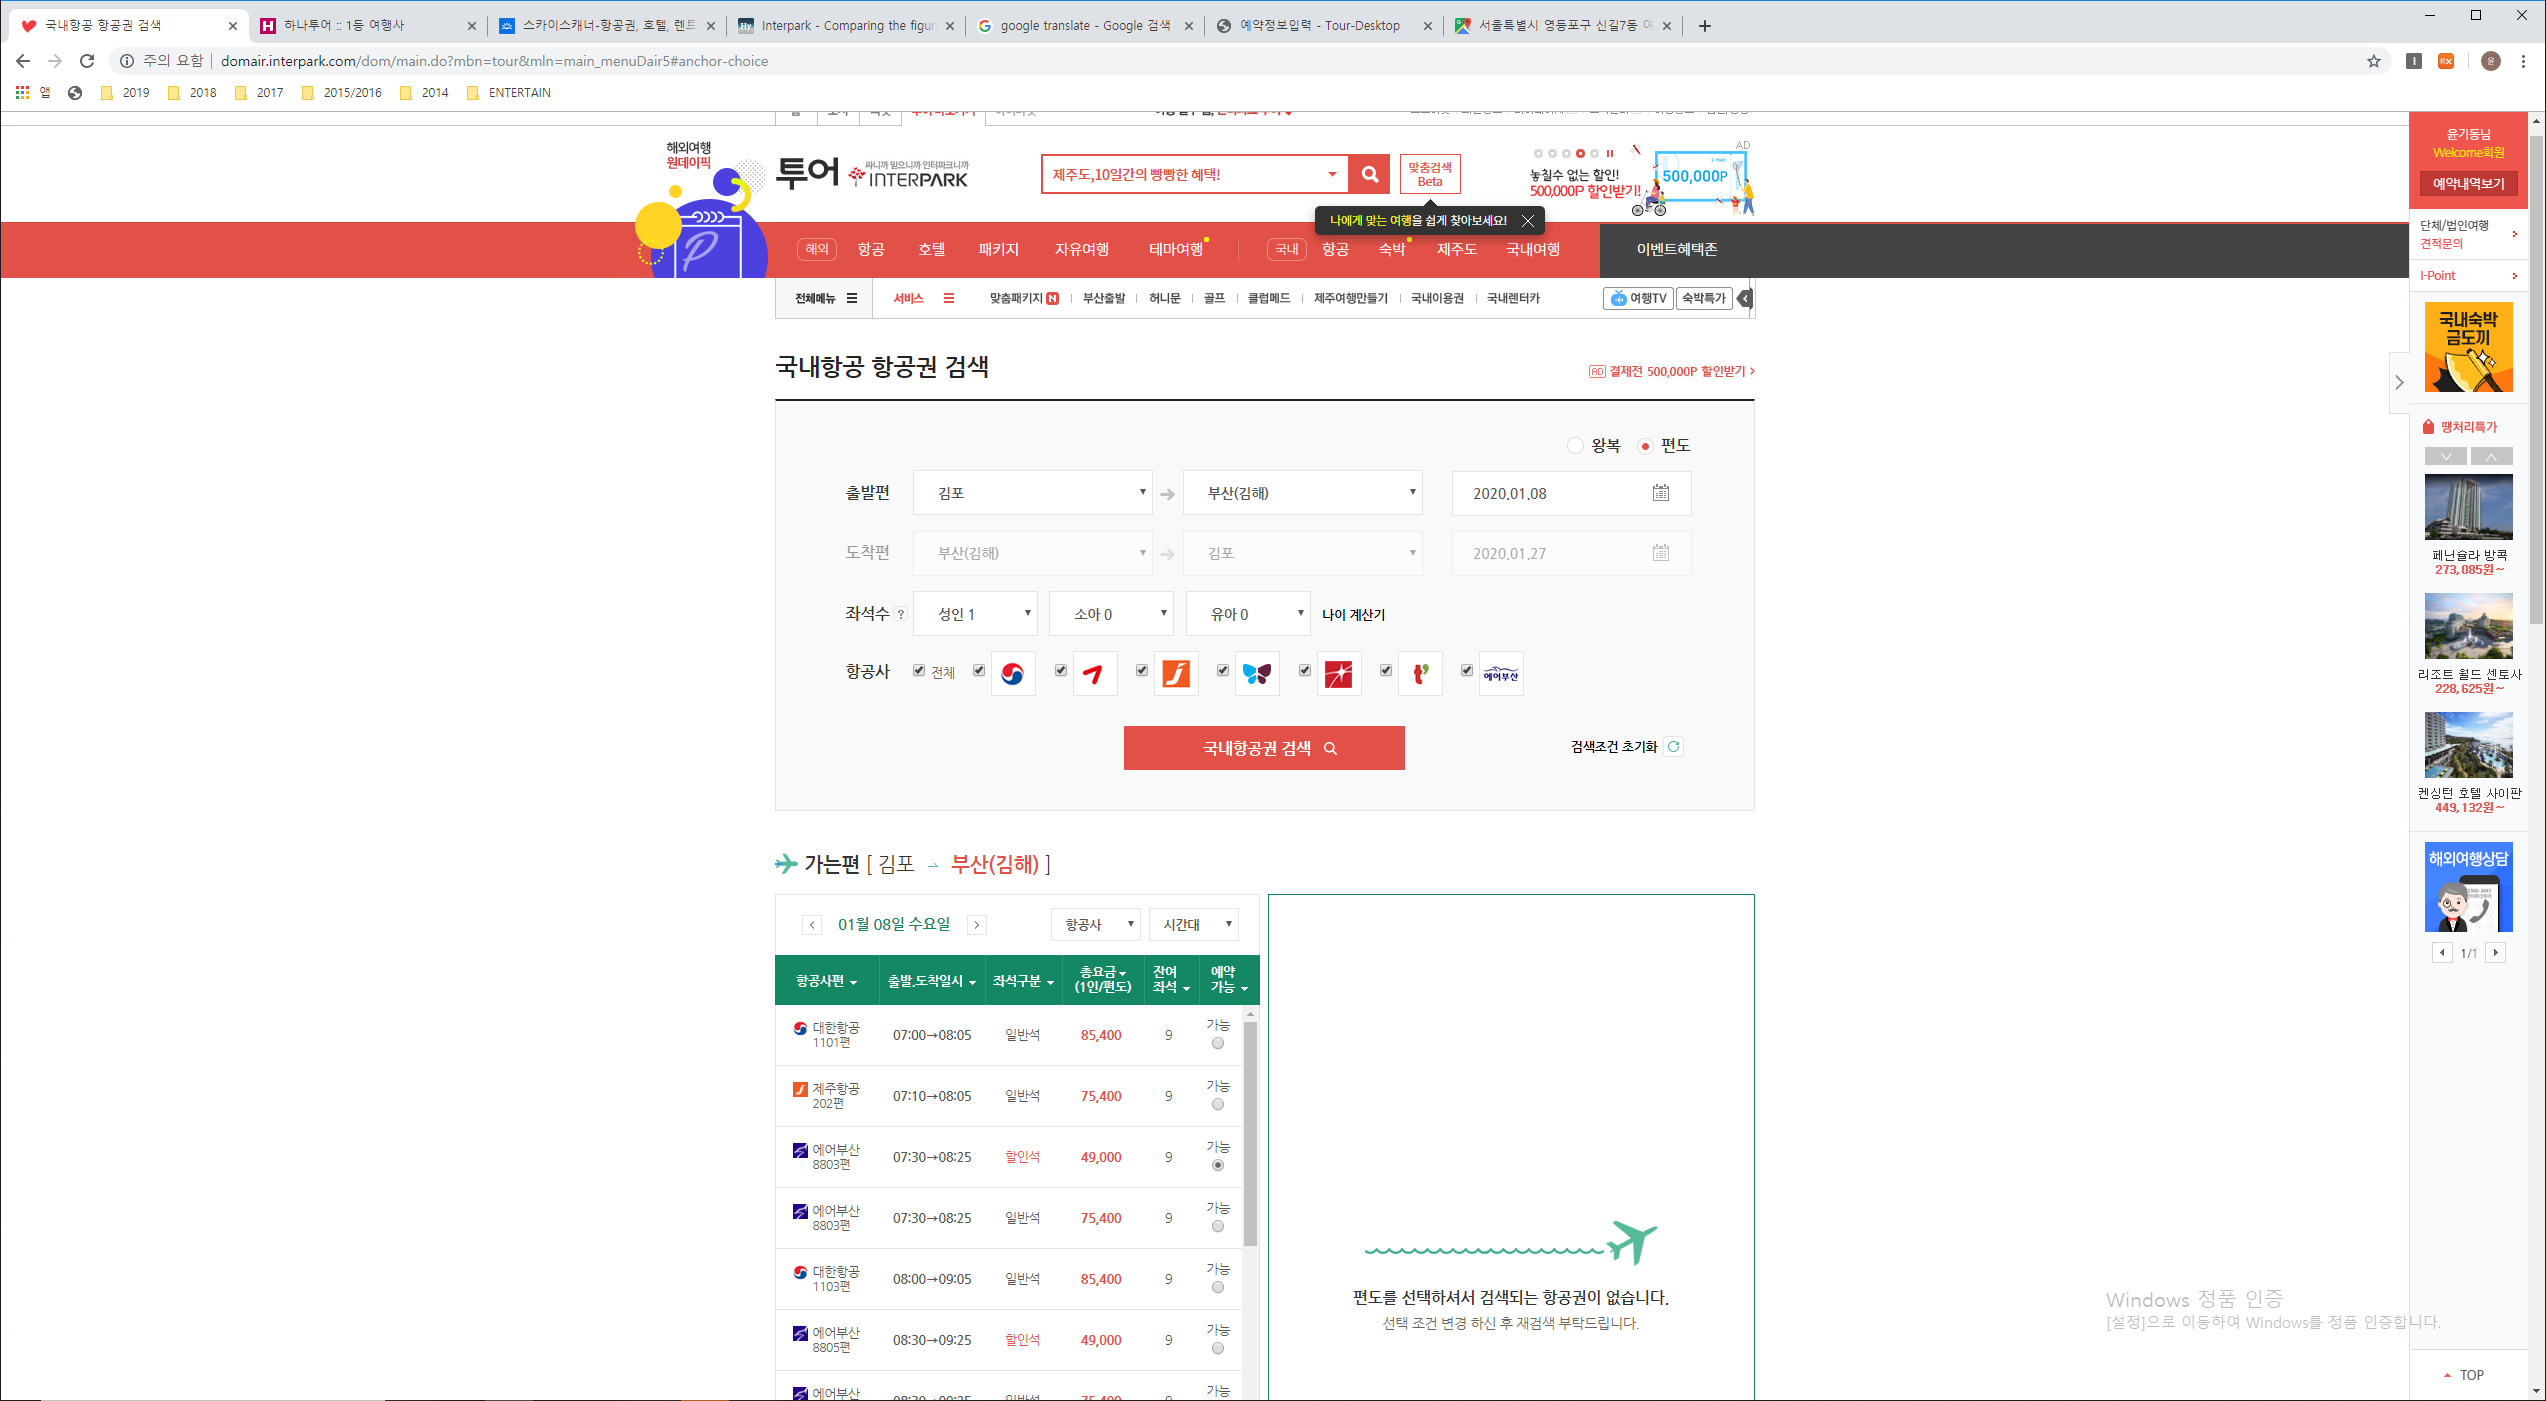 국내항공 항공권 검색
하나투어 :: 1등 여행사
스카이스캐너-항공권, 호텔, 렌트
Interpark - Comparing the figur
google translate - Google 검색
예약정보입력 - Tour-Desktop
서울특별시 영등포구 신길7동 여
주의 요함 | domair.interpark.com/dom/main.do?mbn=tour&mln=main_menuDair5#anchor-choice
앱 2019 2018 2017 2015/2016 2014 ENTERTAIN
해외여행
원데이픽
투어 싸니까 믿으니까 인터파크니까
INTERPARK
제주도,10일간의 빵빵한 혜택!
맞춤검색
Beta
나에게 맞는 여행을 쉽게 찾아보세요!
AD
놓칠수 없는 할인!
500,000P 할인받기!
I-Point
500,000P
해외 항공 호텔 패키지 자유여행 테마여행 국내 항공 숙박 제주도 국내여행 이벤트혜택존
전체메뉴 서비스 맞춤패키지 N 부산출발 허니문 골프 클럽메드 제주여행만들기 국내이용권 국내렌터카 여행TV 숙박특가
국내항공 항공권 검색
AD 결제전 500,000P 할인받기 >
왕복 편도
출발편 김포 부산(김해) 2020.01.08
도착편 부산(김해) 김포 2020.01.27
좌석수 ? 성인 1 소아 0 유아 0 나이 계산기
항공사 전체 에어부산
국내항공권 검색
검색조건 초기화
가는편 [ 김포 → 부산(김해) ]
01월 08일 수요일 항공사 시간대
항공사편 출발,도착일시 좌석구분 총요금 (1인/편도) 잔여 좌석 예약 가능
대한항공 1101편 07:00→08:05 일반석 85,400 9 가능
제주항공 202편 07:10→08:05 일반석 75,400 9 가능
에어부산 8803편 07:30→08:25 할인석 49,000 9 가능
에어부산 8803편 07:30→08:25 일반석 75,400 9 가능
대한항공 1103편 08:00→09:05 일반석 85,400 9 가능
에어부산 8805편 08:30→09:25 할인석 49,000 9 가능
에어부산 08:30→09:25 일반석 75,400 9 가능
편도를 선택하셔서 검색되는 항공권이 없습니다.
선택 조건 변경 하신 후 재검색 부탁드립니다.
윤기동님
Welcome회원
예약내역보기
단체/법인여행
견적문의
I-Point
국내숙박
금도끼
땡처리특가
페닌슐라 방콕
273,085원~
리조트 월드 센토사
228,625원~
켄싱턴 호텔 사이판
449,132원~
해외여행상담
1/1
Windows 정품 인증
[설정]으로 이동하여 Windows를 정품 인증합니다.
TOP